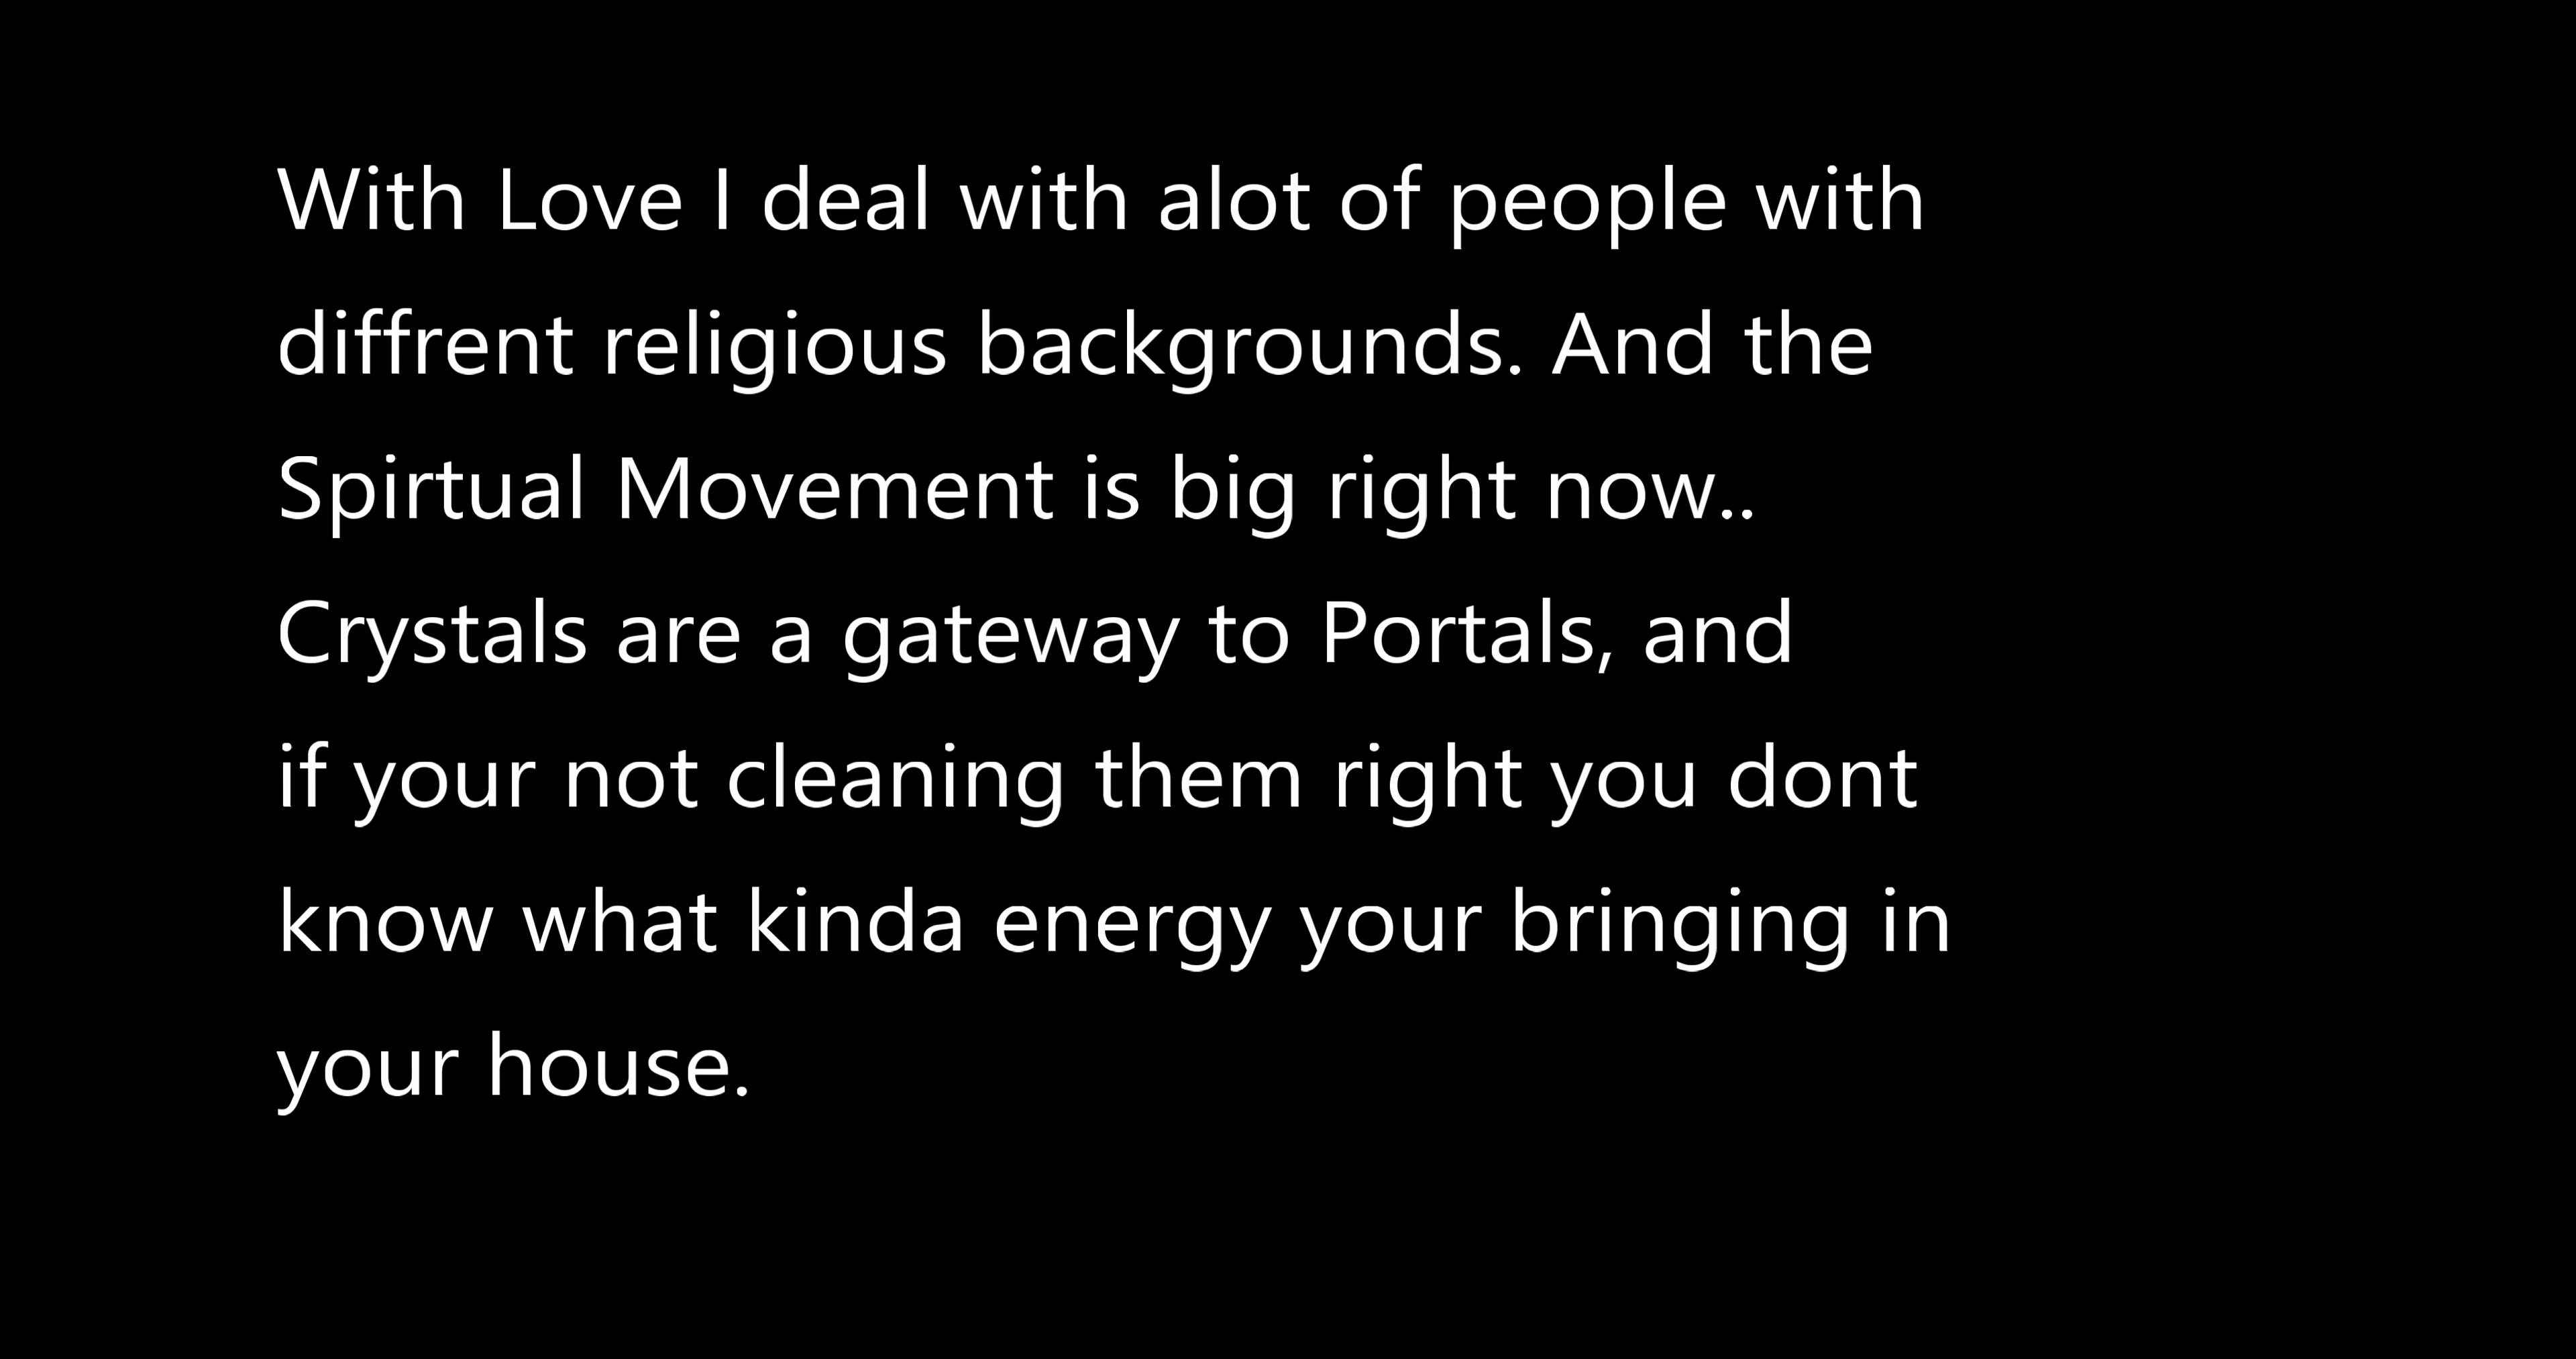 With Love I deal with alot of people with
diffrent religious backgrounds. And the
Spirtual Movement is big right now..
Crystals are a gateway to Portals, and
if your not cleaning them right you dont
know what kinda energy your bringing in
your house.